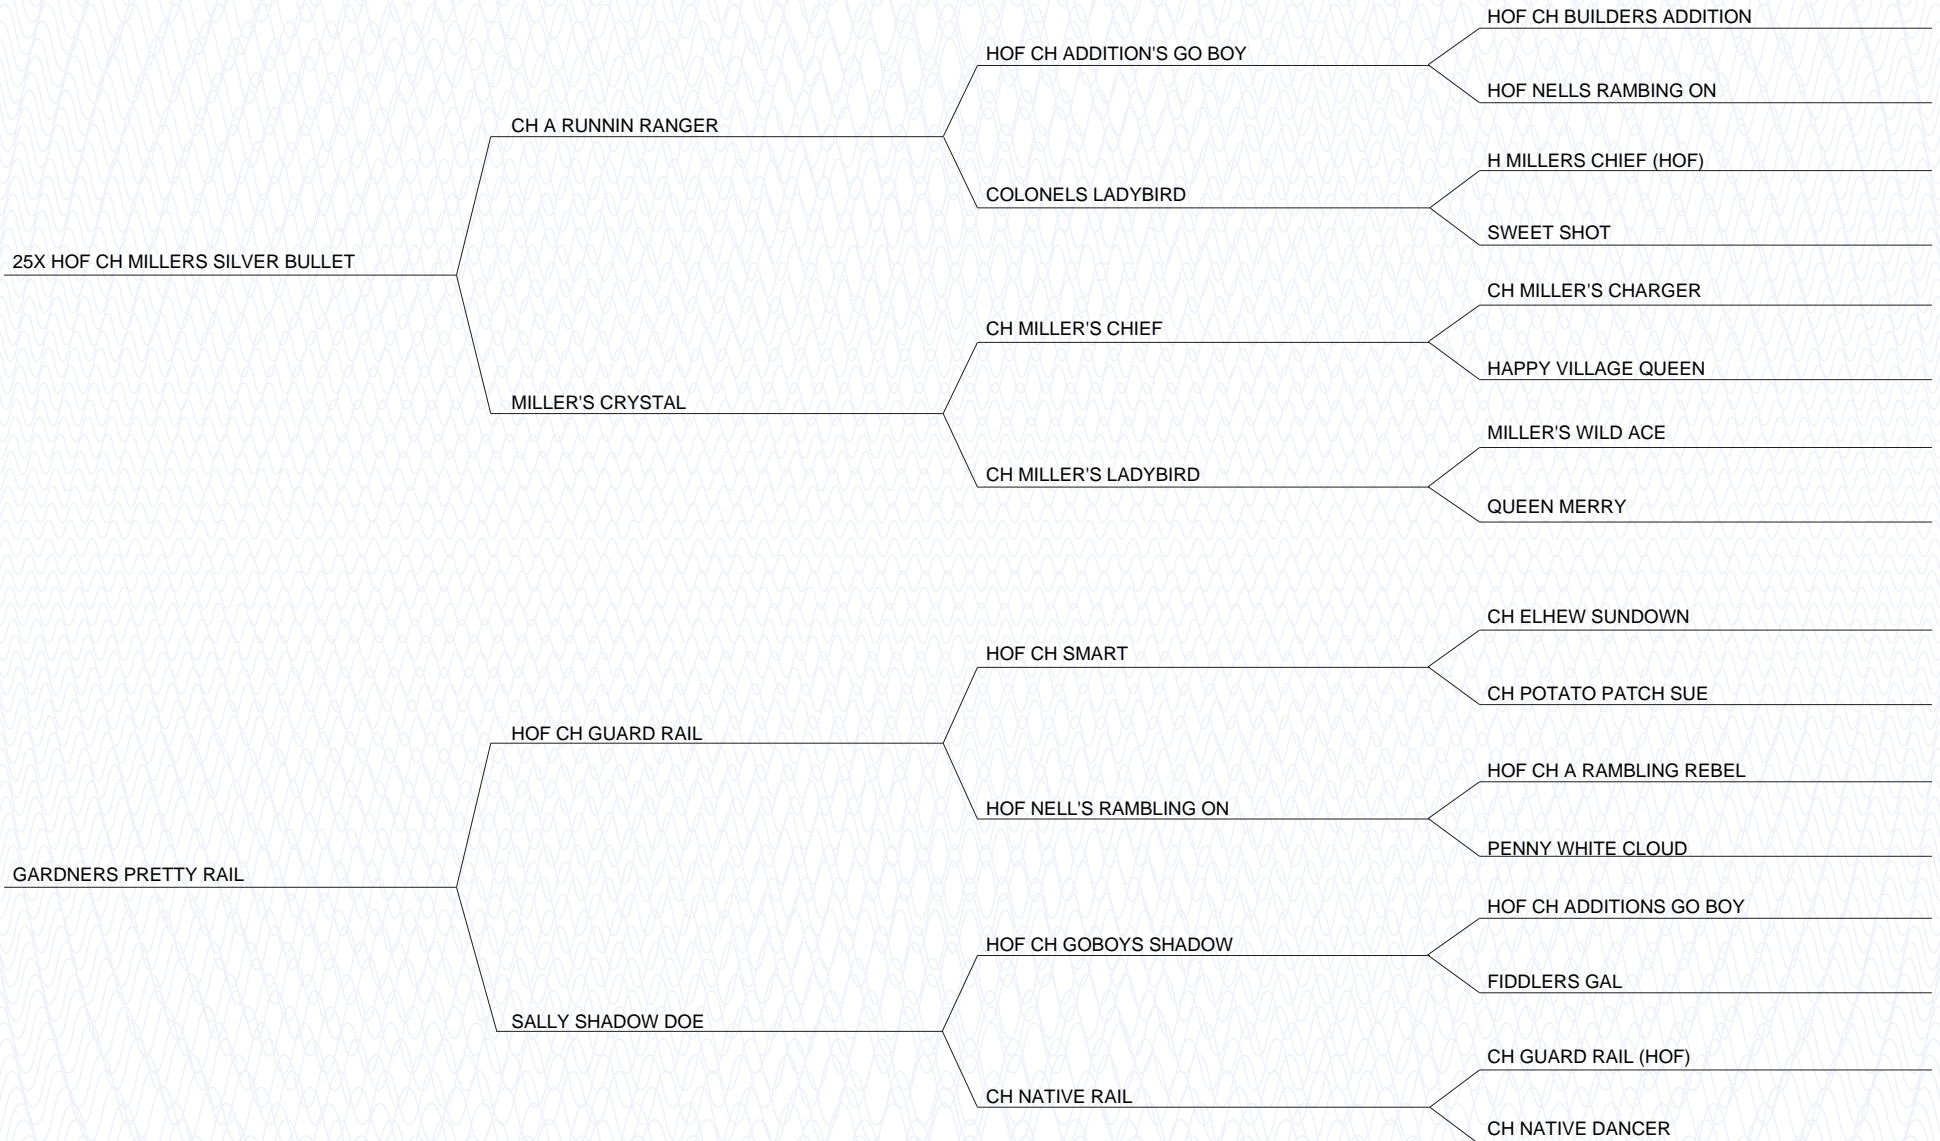 HOF CH BUILDERS ADDITION
HOF CH ADDITION'S GO BOY
HOF NELLS RAMBING ON
CH A RUNNIN RANGER
H MILLERS CHIEF (HOF)
COLONELS LADYBIRD
SWEET SHOT
25X HOF CH MILLERS SILVER BULLET
CH MILLER'S CHARGER
CH MILLER'S CHIEF
HAPPY VILLAGE QUEEN
MILLER'S CRYSTAL
MILLER'S WILD ACE
CH MILLER'S LADYBIRD
QUEEN MERRY
CH ELHEW SUNDOWN
HOF CH SMART
CH POTATO PATCH SUE
HOF CH GUARD RAIL
HOF CH A RAMBLING REBEL
HOF NELL'S RAMBLING ON
PENNY WHITE CLOUD
GARDNERS PRETTY RAIL
HOF CH ADDITIONS GO BOY
HOF CH GOBOYS SHADOW
FIDDLERS GAL
SALLY SHADOW DOE
CH GUARD RAIL (HOF)
CH NATIVE RAIL
CH NATIVE DANCER